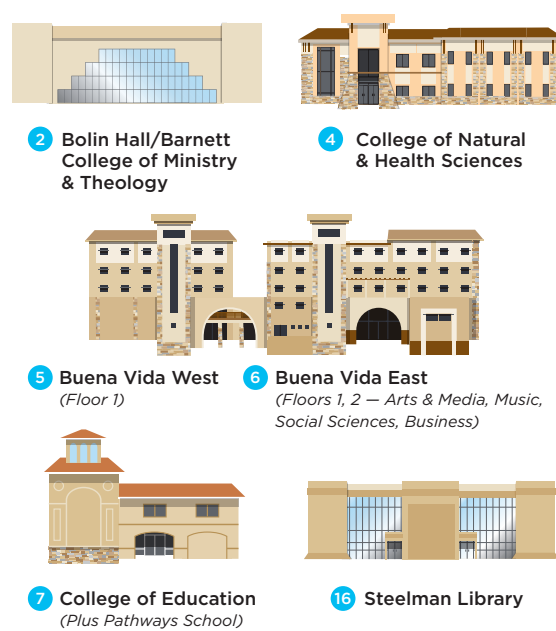 2 Bolin Hall/Barnett
College of Ministry
& Theology
4 College of Natural
& Health Sciences
5 Buena Vida West
(Floor 1)
6 Buena Vida East
(Floors 1, 2 — Arts & Media, Music,
Social Sciences, Business)
7 College of Education
(Plus Pathways School)
16 Steelman Library